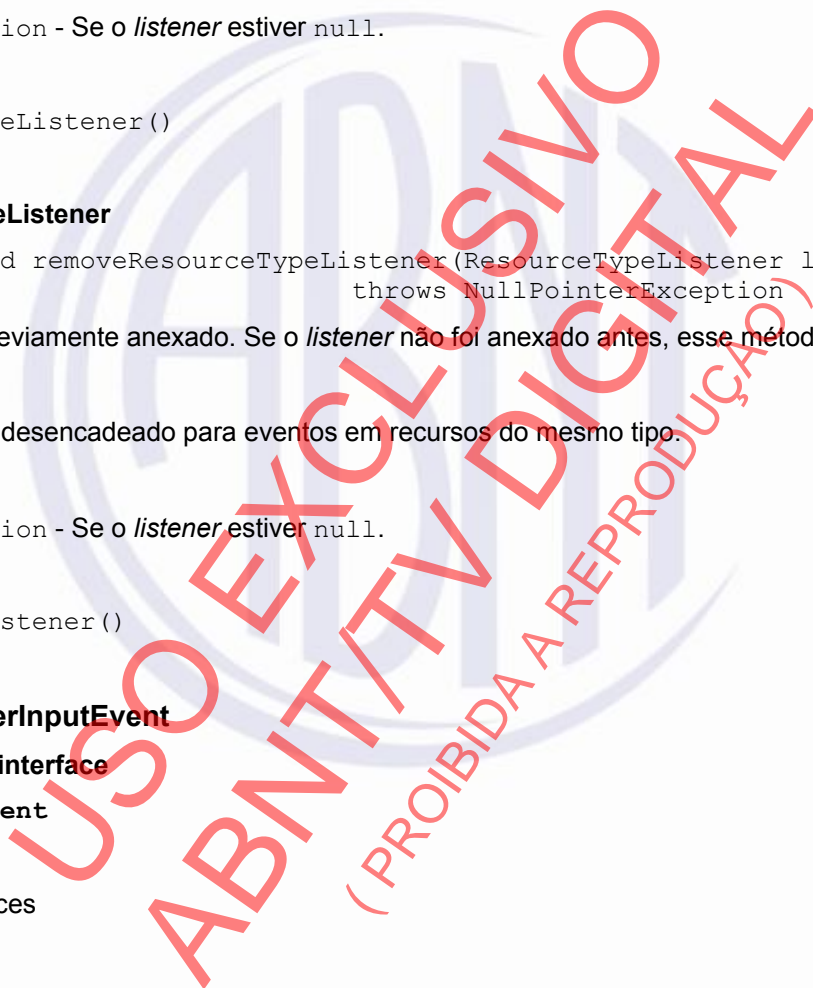 ion - Se o listener estiver null.
eListener()
eListener
d removeResourceTypeListener(ResourceTypeListener l
throws NullPointerException
eviamente anexado. Se o listener não foi anexado antes, esse métod
desencadeado para eventos em recursos do mesmo tipo.
ion - Se o listener estiver null.
stener()
erInputEvent
interface
ent
ces
USO EXCLUSIVO
ABNT/TV DIGITAL
( PROIBIDA A REPRODUÇÃO )
ABNT